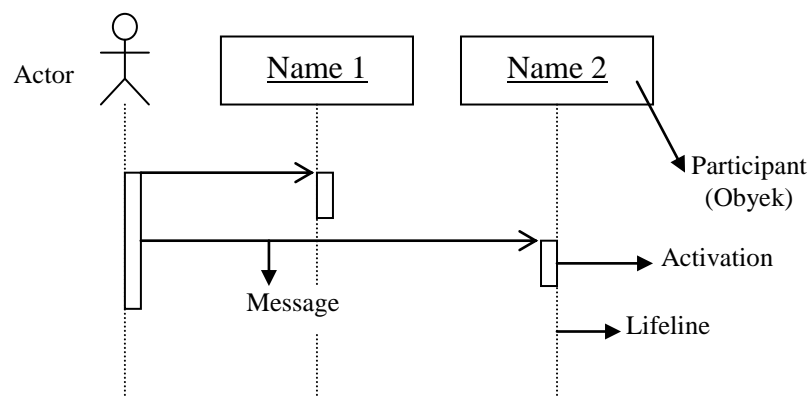 Actor
Name 1
Name 2
Participant
(Obyek)
Activation
Message
Lifeline